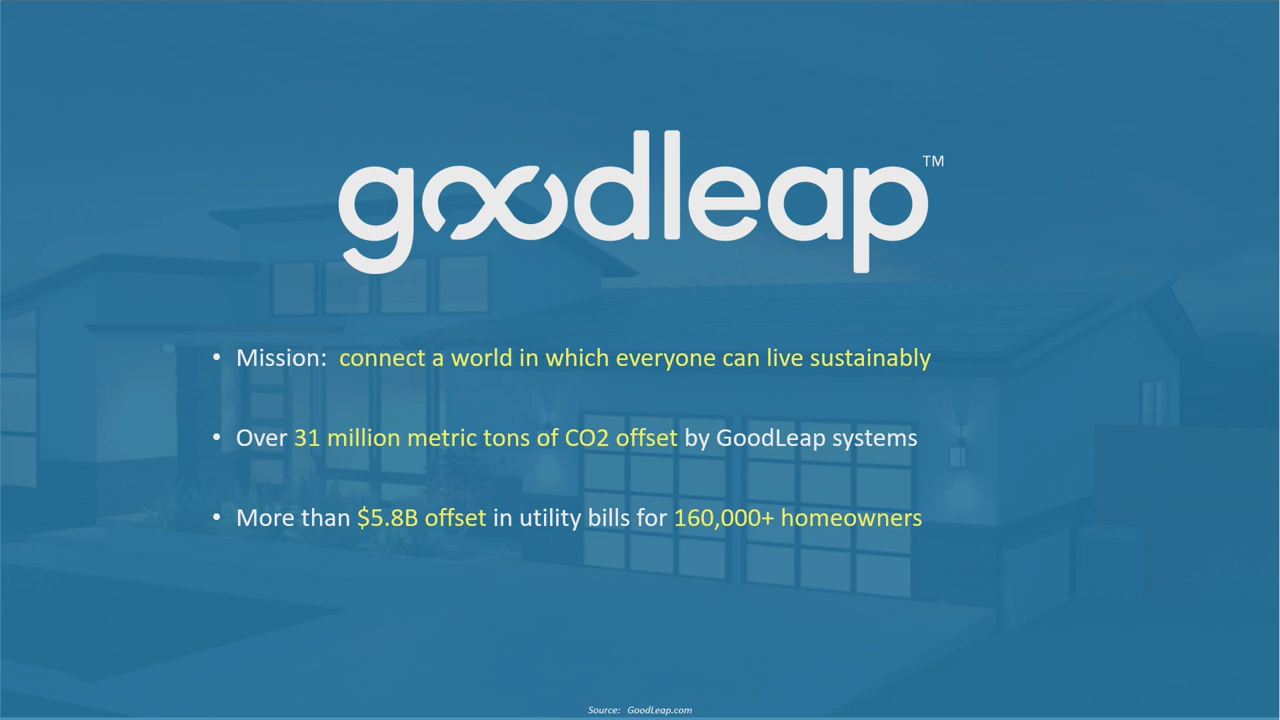 goodleap™
• Mission: connect a world in which everyone can live sustainably
• Over 31 million metric tons of CO2 offset by GoodLeap systems
• More than $5.8B offset in utility bills for 160,000+ homeowners
Source: GoodLeap.com